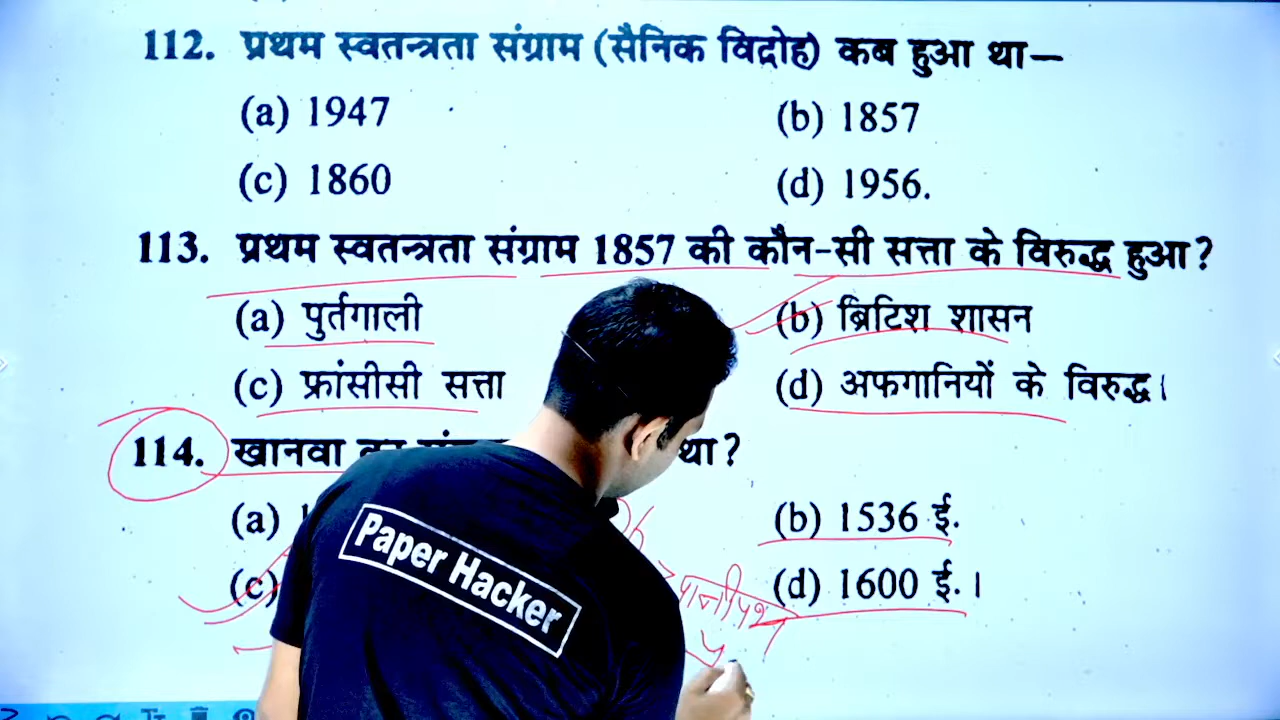 112. प्रथम स्वतन्त्रता संग्राम (सैनिक विद्रोह) कब हुआ था—
(a) 1947 (b) 1857
(c) 1860 (d) 1956.
113. प्रथम स्वतन्त्रता संग्राम 1857 की कौन-सी सत्ता के विरुद्ध हुआ?
(a) पुर्तगाली (b) ब्रिटिश शासन
(c) फ्रांसीसी सत्ता (d) अफगानियों के विरुद्ध।
114. खानवा था?
(a) (b) 1536 ई.
(c) पानीपत (d) 1600 ई.।
Paper Hacker